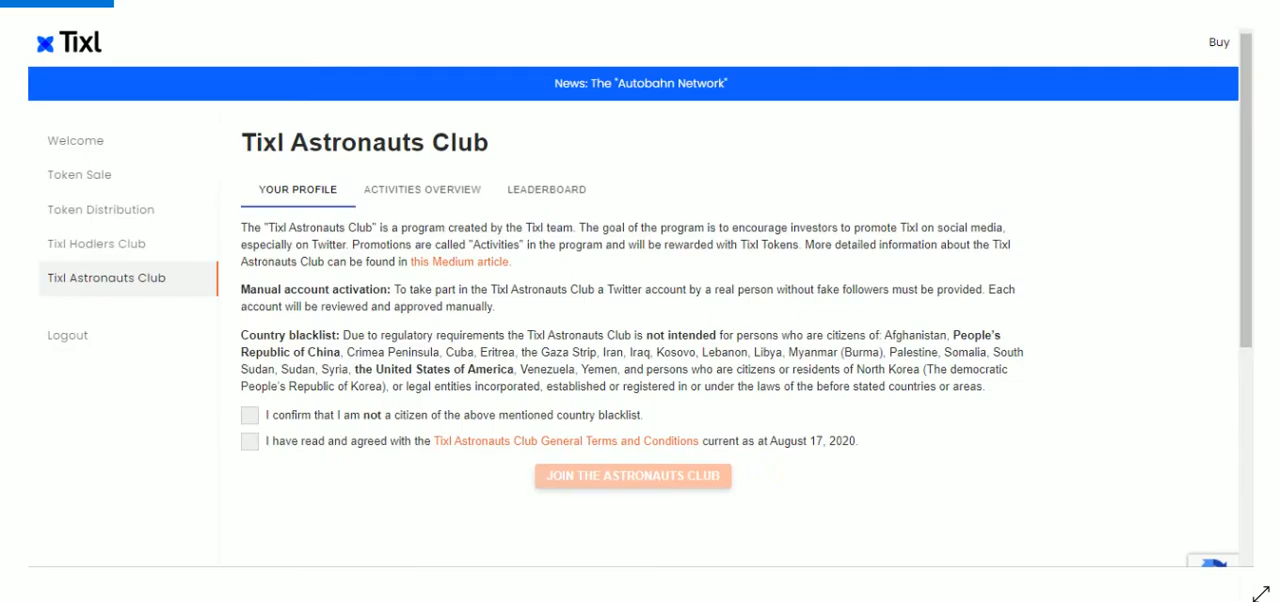 Tixl
Buy
News: The "Autobahn Network"
Welcome
Token Sale
Token Distribution
Tixl Hodlers Club
Tixl Astronauts Club
Logout
Tixl Astronauts Club
YOUR PROFILE ACTIVITIES OVERVIEW LEADERBOARD
The "Tixl Astronauts Club" is a program created by the Tixl team. The goal of the program is to encourage investors to promote Tixl on social media,
especially on Twitter. Promotions are called "Activities" in the program and will be rewarded with Tixl Tokens. More detailed information about the Tixl
Astronauts Club can be found in this Medium article.
Manual account activation: To take part in the Tixl Astronauts Club a Twitter account by a real person without fake followers must be provided. Each
account will be reviewed and approved manually.
Country blacklist: Due to regulatory requirements the Tixl Astronauts Club is not intended for persons who are citizens of: Afghanistan, People's
Republic of China, Crimea Peninsula, Cuba, Eritrea, the Gaza Strip, Iran, Iraq, Kosovo, Lebanon, Libya, Myanmar (Burma), Palestine, Somalia, South
Sudan, Sudan, Syria, the United States of America, Venezuela, Yemen, and persons who are citizens or residents of North Korea (The democratic
People's Republic of Korea), or legal entities incorporated, established or registered in or under the laws of the before stated countries or areas.
I confirm that I am not a citizen of the above mentioned country blacklist.
I have read and agreed with the Tixl Astronauts Club General Terms and Conditions current as at August 17, 2020.
JOIN THE ASTRONAUTS CLUB